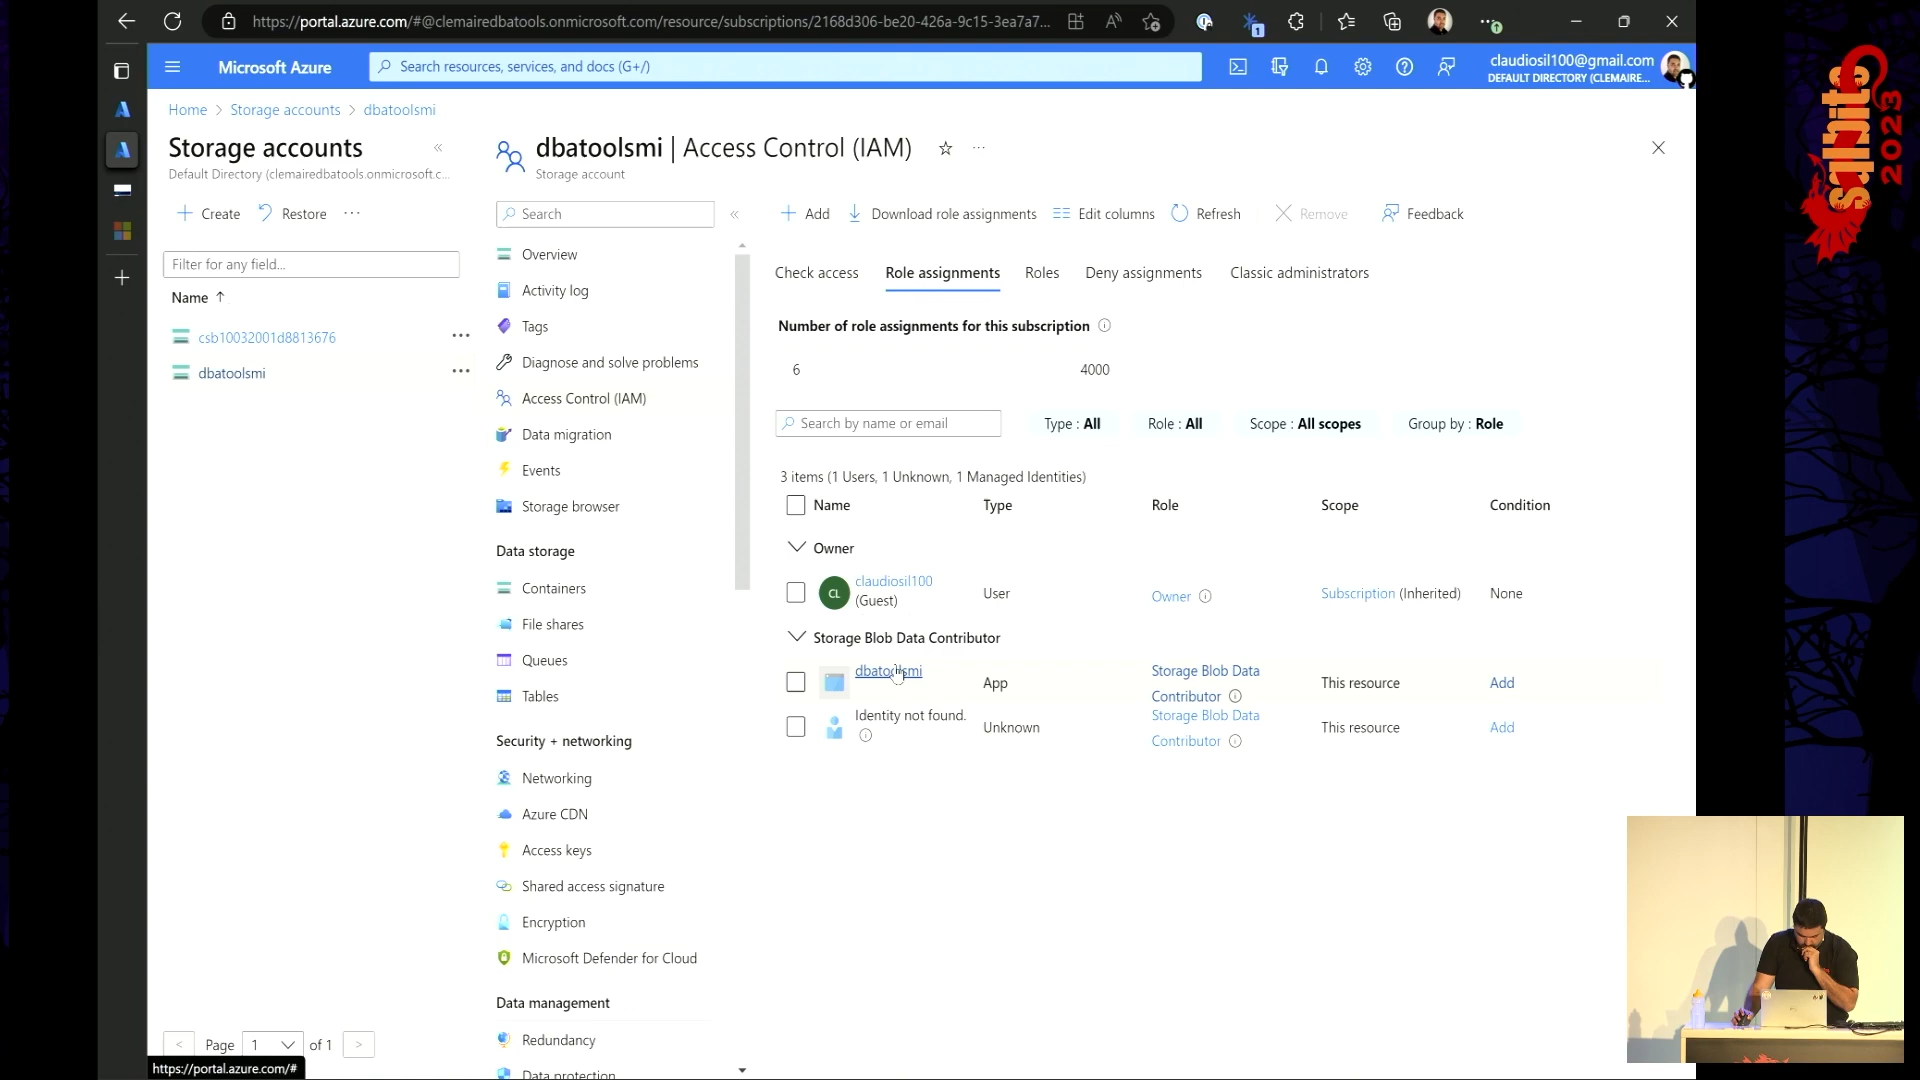 https://portal.azure.com/#@clemairedbatools.onmicrosoft.com/resource/subscriptions/2168d306-be20-426a-9c15-3ea7a7...
1
Microsoft Azure
Search resources, services, and docs (G+/)
claudiosil100@gmail.com
DEFAULT DIRECTORY (CLEMAIRE...
Home > Storage accounts > dbatoolsmi
Storage accounts
Default Directory (clemairedbatools.onmicrosoft.c...
Create
Restore
Filter for any field...
Name ↑
csb10032001d8813676
dbatoolsmi
< Page 1 of 1 >
https://portal.azure.com/#
dbatoolsmi | Access Control (IAM)
Storage account
Search
Overview
Activity log
Tags
Diagnose and solve problems
Access Control (IAM)
Data migration
Events
Storage browser
Data storage
Containers
File shares
Queues
Tables
Security + networking
Networking
Azure CDN
Access keys
Shared access signature
Encryption
Microsoft Defender for Cloud
Data management
Redundancy
Data protection
Add
Download role assignments
Edit columns
Refresh
Remove
Feedback
Check access
Role assignments
Roles
Deny assignments
Classic administrators
Number of role assignments for this subscription
6
4000
Search by name or email
Type : All
Role : All
Scope : All scopes
Group by : Role
3 items (1 Users, 1 Unknown, 1 Managed Identities)
Name Type Role Scope Condition
Owner
CL
claudiosil100
(Guest)
User
Owner
Subscription (Inherited)
None
Storage Blob Data Contributor
dbatoolsmi
App
Storage Blob Data
Contributor
This resource
Add
Identity not found.
Unknown
Storage Blob Data
Contributor
This resource
Add
sqlbits
2023